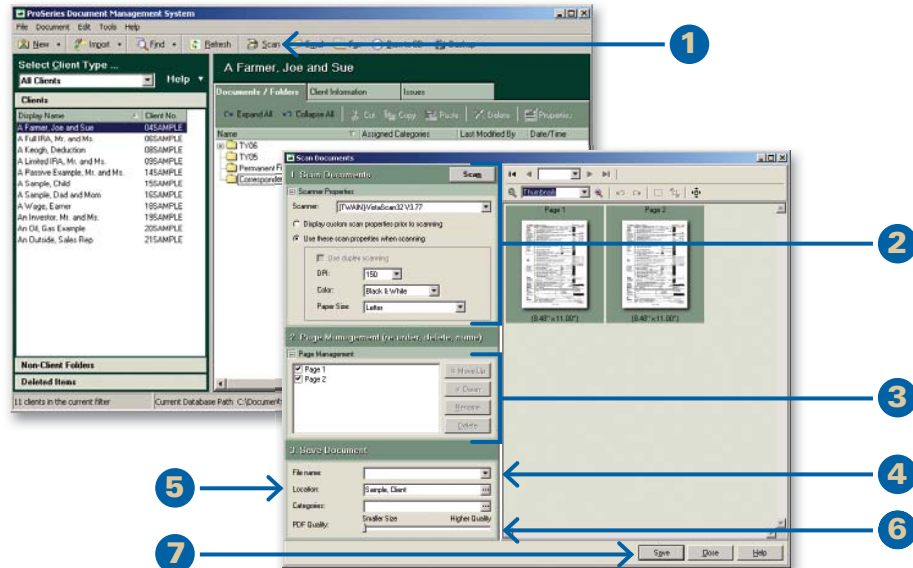 ProSeries Document Management System
File Document Edit Tools Help
New Import Find Refresh Scan
1
Select Client Type ...
All Clients Help
A Farmer, Joe and Sue
Clients
Documents / Folders Client Information Issues
Display Name Client No.
Expand All Collapse All Cut Copy Paste Delete Properties
A Farmer, Joe and Sue 04SAMPLE
A Full IRA, Mr. and Ms. 06SAMPLE
A Keogh, Deduction 08SAMPLE
A Limited IRA, Mr. and 09SAMPLE
A Passive Example, Mr. and Ms. 14SAMPLE
A Sample, Child 15SAMPLE
A Sample, Dad and Mom 16SAMPLE
A Wage, Earner 18SAMPLE
An Investor, Mr. and Ms. 19SAMPLE
An Oil, Gas Example 20SAMPLE
An Outside, Sales Rep 21SAMPLE
Name Assigned Categories Last Modified By Date/Time
TY06
TY05
Permanent Fi
Corresponden
Non-Client Folders
Deleted Items
11 clients in the current filter Current Database Path C:\Documents
Scan Documents
1. Scan Documents Scan
Scanner Properties
Scanner: [TWAIN]VistaScan32 V3.77
Display custom scan properties prior to scanning
Use these scan properties when scanning:
Use duplex scanning
DPI: 150
Color: Black & White
Paper Size: Letter
Thumbnail
Page 1 Page 2
(8.48"x11.00") (8.48"x11.00")
2
2. Page Management (re-order, delete, name)
Page Management
Page 1
Page 2
Move Up
Down
Rename
Delete
3
3. Save Document
File name:
4
5
Location: Sample, Client
Categories:
PDF Quality: Smaller Size Higher Quality
6
7
Save Close Help